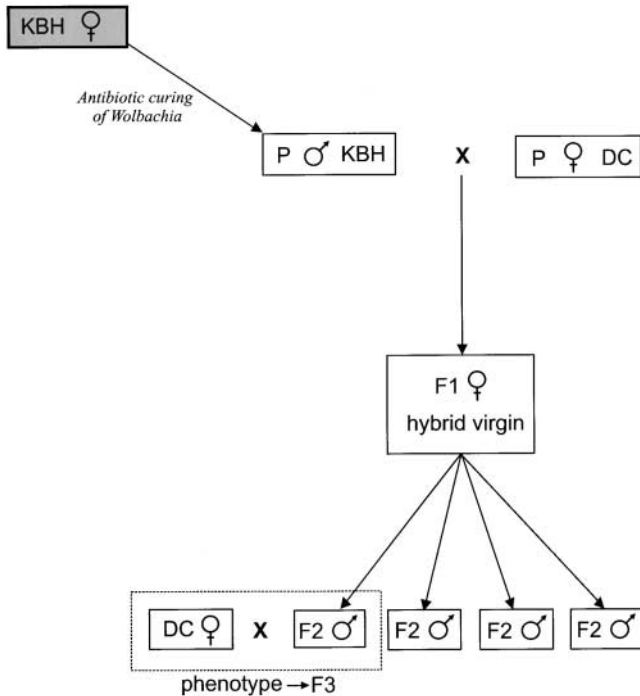 KBH ♀
Antibiotic curing
of Wolbachia
P ♂ KBH X P ♀ DC
F1 ♀
hybrid virgin
DC ♀ X F2 ♂ F2 ♂ F2 ♂ F2 ♂
phenotype →F3